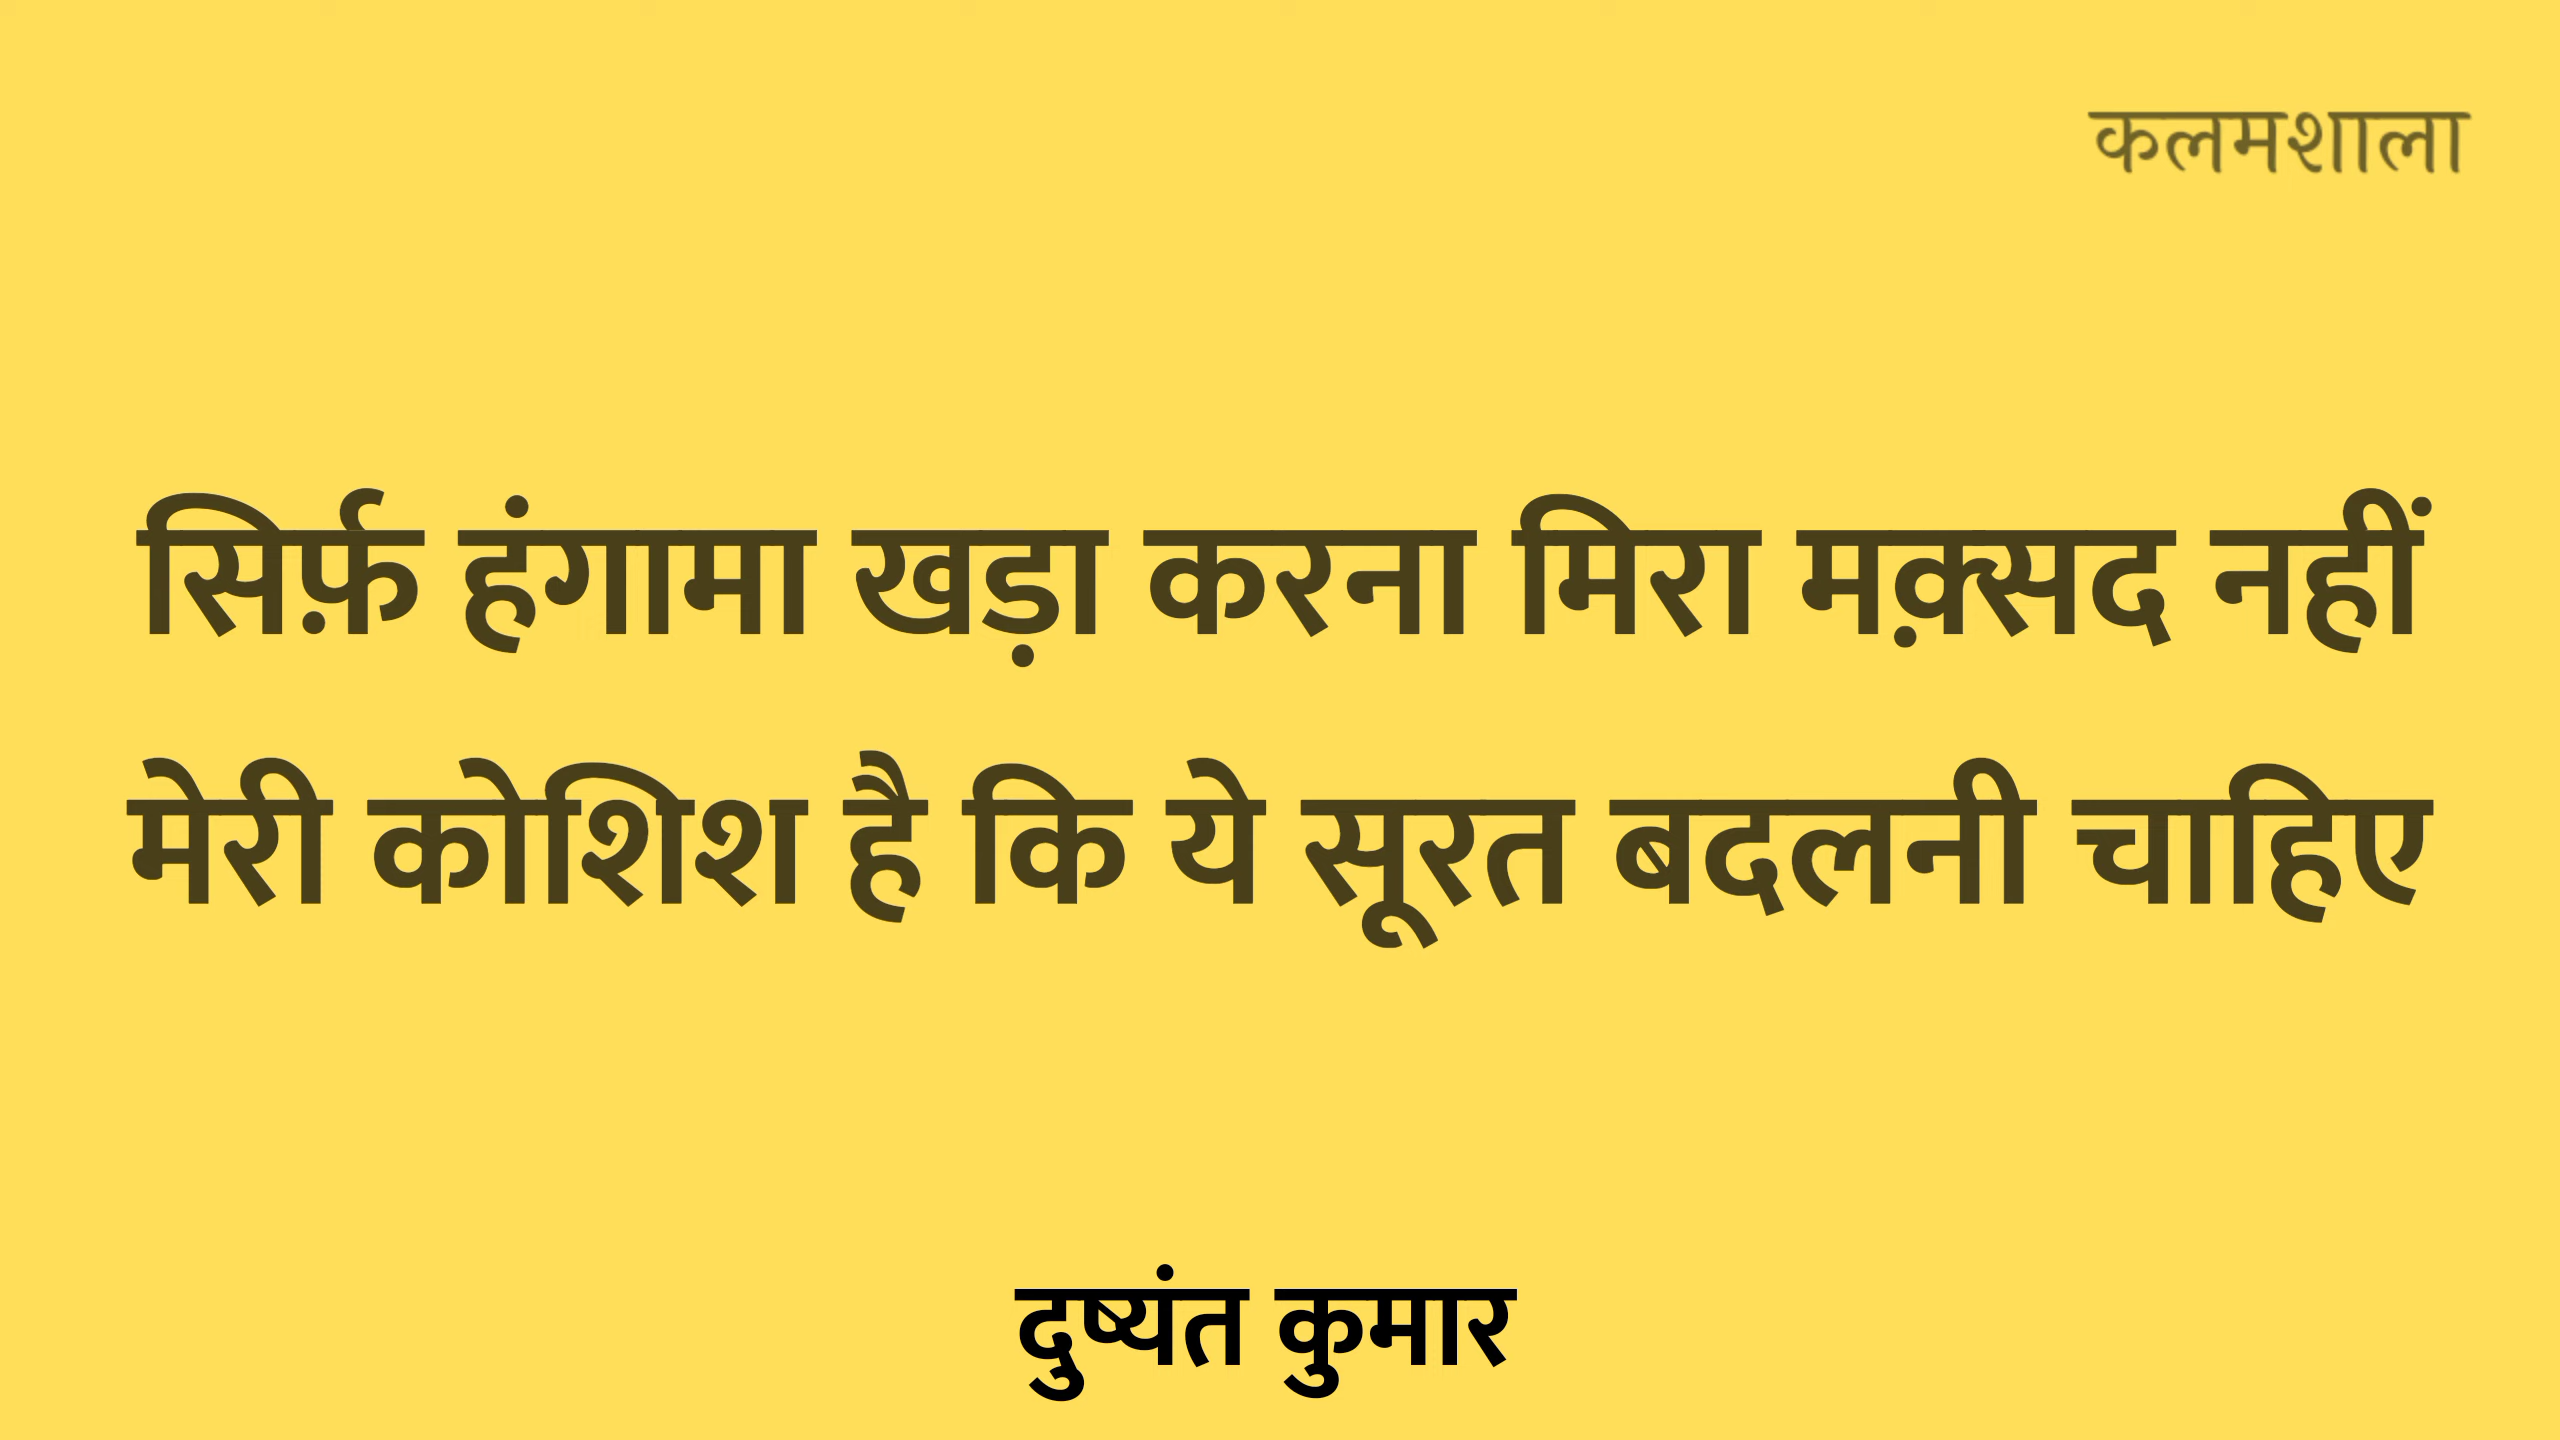 कलमशाला
सिर्फ़ हंगामा खड़ा करना मिरा मक़्सद नहीं
मेरी कोशिश है कि ये सूरत बदलनी चाहिए
दुष्यंत कुमार